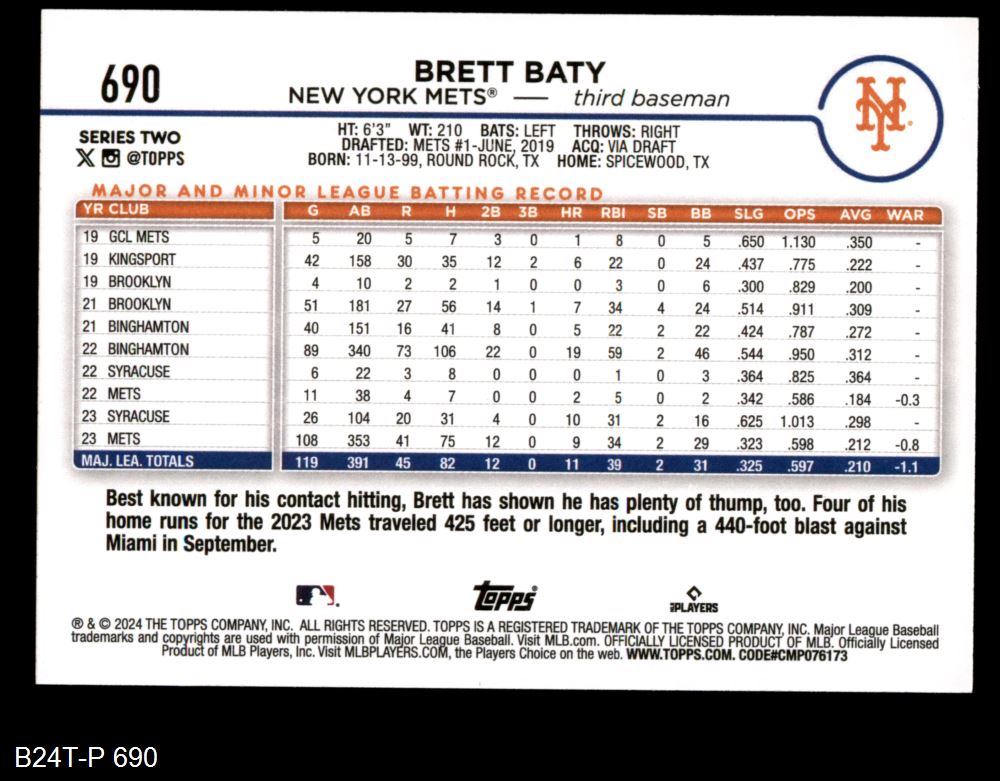 690
BRETT BATY
NEW YORK METS® — third baseman
NY
SERIES TWO
@TOPPS
HT: 6'3" WT: 210 BATS: LEFT THROWS: RIGHT
DRAFTED: METS #1-JUNE, 2019 ACQ: VIA DRAFT
BORN: 11-13-99, ROUND ROCK, TX HOME: SPICEWOOD, TX
MAJOR AND MINOR LEAGUE BATTING RECORD
YR CLUB G AB R H 2B 3B HR RBI SB BB SLG OPS AVG WAR
19 GCL METS 5 20 5 7 3 0 1 8 0 5 .650 1.130 .350 -
19 KINGSPORT 42 158 30 35 12 2 6 22 0 24 .437 .775 .222 -
19 BROOKLYN 4 10 2 2 1 0 0 3 0 6 .300 .829 .200 -
21 BROOKLYN 51 181 27 56 14 1 7 34 4 24 .514 .911 .309 -
21 BINGHAMTON 40 151 16 41 8 0 5 22 2 22 .424 .787 .272 -
22 BINGHAMTON 89 340 73 106 22 0 19 59 2 46 .544 .950 .312 -
22 SYRACUSE 6 22 3 8 0 0 0 1 0 3 .364 .825 .364 -
22 METS 11 38 4 7 0 0 2 5 0 2 .342 .586 .184 -0.3
23 SYRACUSE 26 104 20 31 4 0 10 31 2 16 .625 1.013 .298 -
23 METS 108 353 41 75 12 0 9 34 2 29 .323 .598 .212 -0.8
MAJ. LEA. TOTALS 119 391 45 82 12 0 11 39 2 31 .325 .597 .210 -1.1
Best known for his contact hitting, Brett has shown he has plenty of thump, too. Four of his
home runs for the 2023 Mets traveled 425 feet or longer, including a 440-foot blast against
Miami in September.
Topps®
MLBPLAYERS
® & © 2024 THE TOPPS COMPANY, INC. ALL RIGHTS RESERVED. TOPPS IS A REGISTERED TRADEMARK OF THE TOPPS COMPANY, INC. Major League Baseball
trademarks and copyrights are used with permission of Major League Baseball. Visit MLB.com. OFFICIALLY LICENSED PRODUCT OF MLB. Officially Licensed
Product of MLB Players, Inc. Visit MLBPLAYERS.COM, the Players Choice on the web. WWW.TOPPS.COM. CODE#CMP076173
B24T-P 690